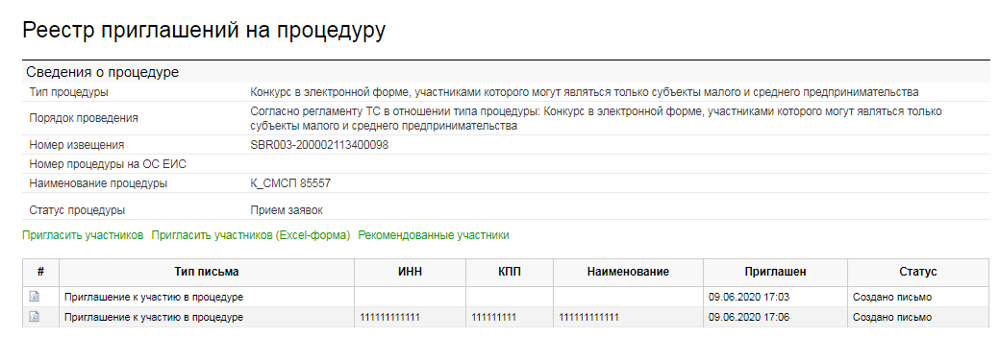 Реестр приглашений на процедуру
Сведения о процедуре
Тип процедуры Конкурс в электронной форме, участниками которого могут являться только субъекты малого и среднего предпринимательства
Порядок проведения Согласно регламенту ТС в отношении типа процедуры: Конкурс в электронной форме, участниками которого могут являться только
субъекты малого и среднего предпринимательства
Номер извещения SBR003-200002113400098
Номер процедуры на ОС ЕИС
Наименование процедуры К_СМСП 85557
Статус процедуры Прием заявок
Пригласить участников Пригласить участников (Excel-форма) Рекомендованные участники
# Тип письма ИНН КПП Наименование Приглашен Статус
Приглашение к участию в процедуре 09.06.2020 17:03 Создано письмо
Приглашение к участию в процедуре 111111111111 111111111 111111111111 09.06.2020 17:06 Создано письмо